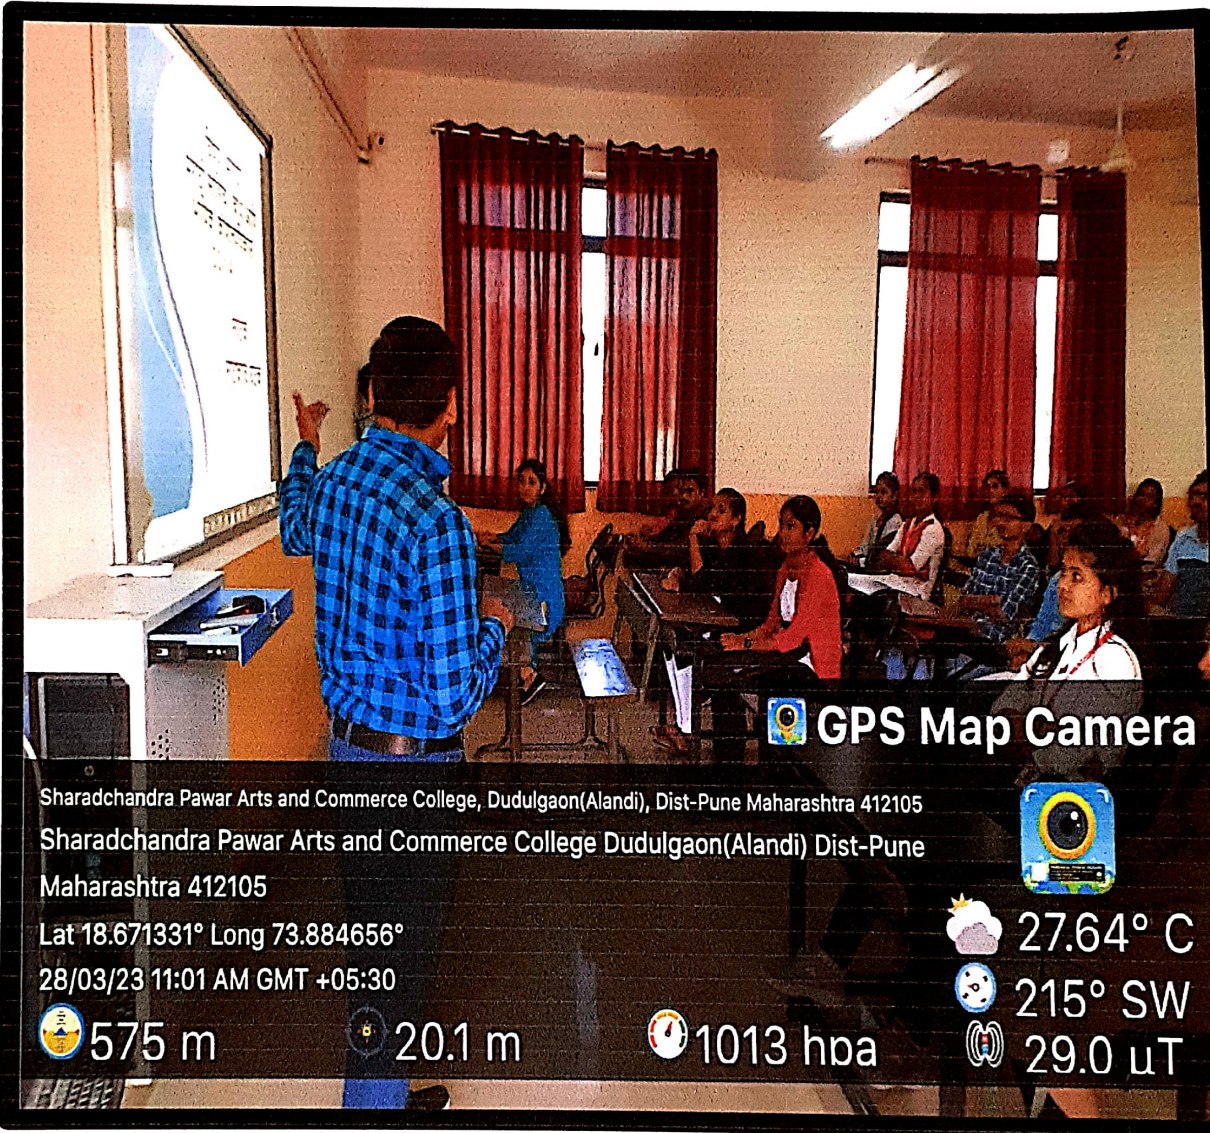 GPS Map Camera
Sharadchandra Pawar Arts and Commerce College, Dudulgaon(Alandi), Dist-Pune Maharashtra 412105
Sharadchandra Pawar Arts and Commerce College Dudulgaon(Alandi) Dist-Pune
Maharashtra 412105
Lat 18.671331° Long 73.884656°
28/03/23 11:01 AM GMT +05:30
27.64° C
215° SW
575 m
20.1 m
1013 hpa
29.0 µT